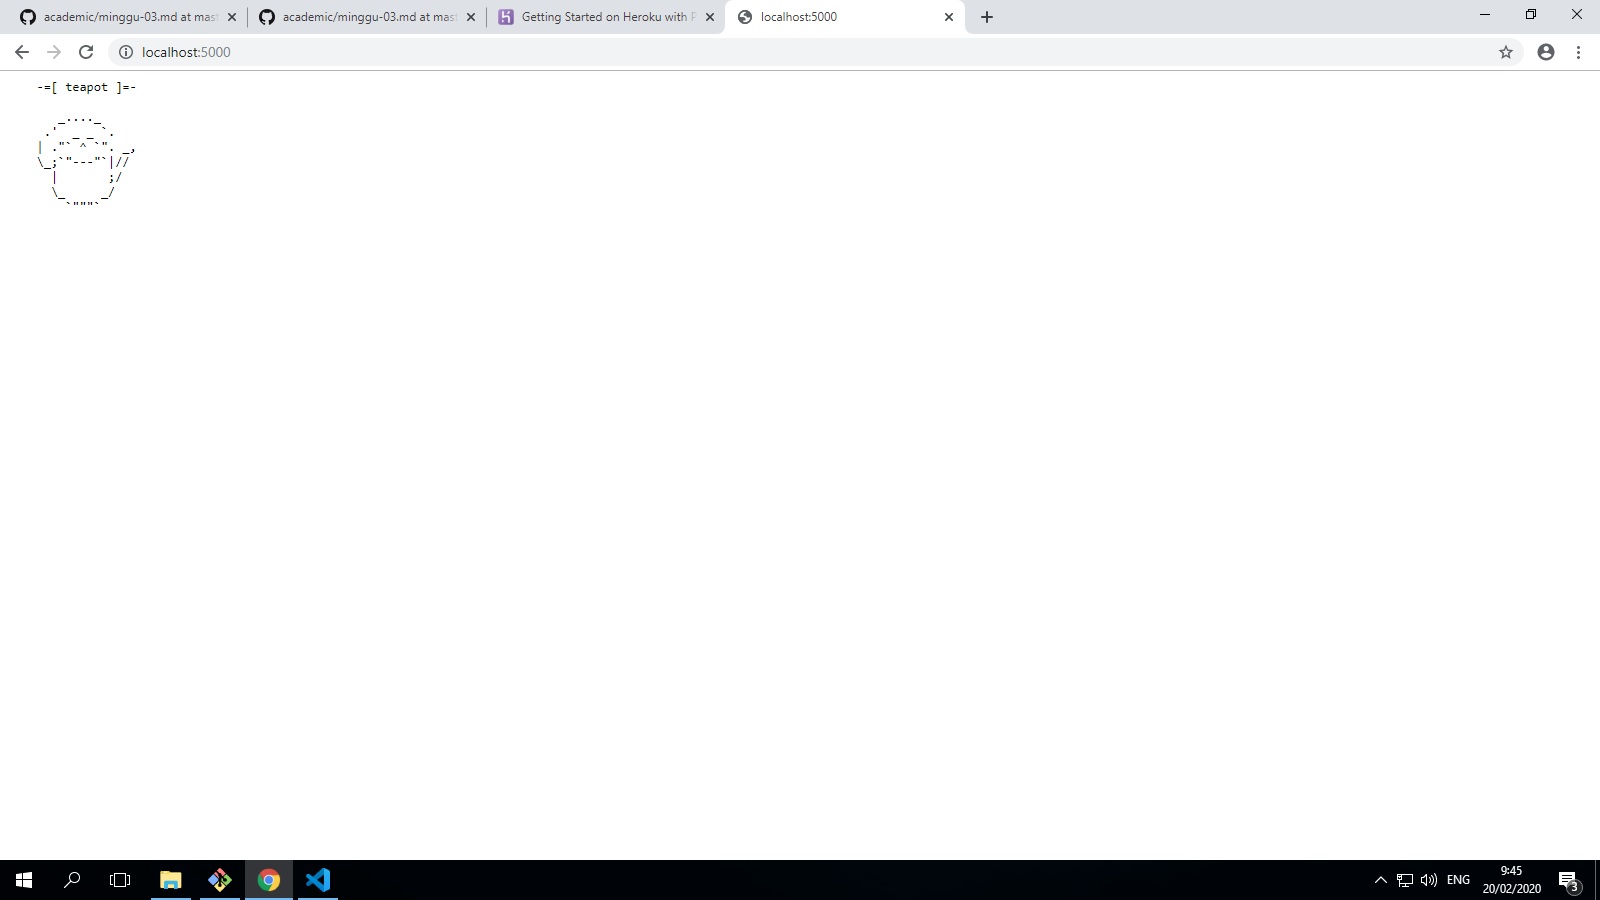 academic/minggu-03.md at mast
academic/minggu-03.md at mast
Getting Started on Heroku with P
localhost:5000
localhost:5000
-=[ teapot ]=-
   _...._
 .'  _ _ `.
| ."` ^ `". _,
\_;`"---"`|//
  |       ;/
  \_     _/
    `"""`
ENG
9:45
20/02/2020
3